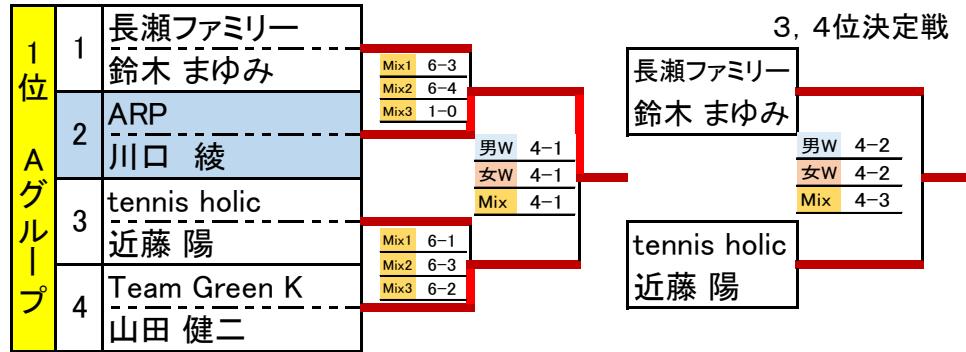 1位 Aグループ
1
長瀬ファミリー
鈴木 まゆみ
2
ARP
川口 綾
3
tennis holic
近藤 陽
4
Team Green K
山田 健二
Mix1 6-3
Mix2 6-4
Mix3 1-0
Mix1 6-1
Mix2 6-3
Mix3 6-2
男W 4-1
女W 4-1
Mix 4-1
3, 4位決定戦
長瀬ファミリー
鈴木 まゆみ
男W 4-2
女W 4-2
Mix 4-3
tennis holic
近藤 陽